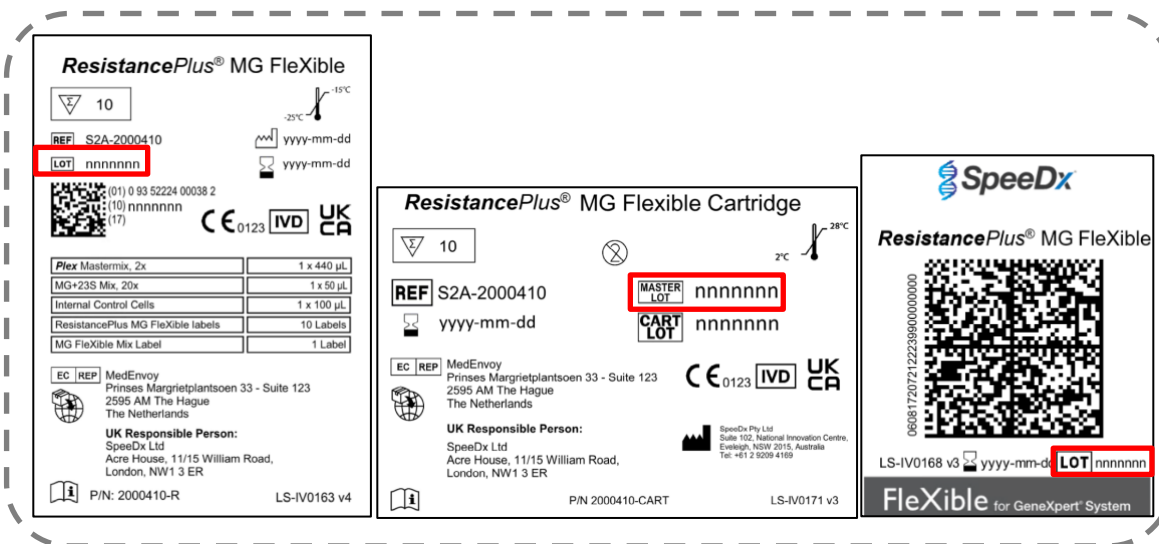 ResistancePlus® MG FleXible
Σ 10
-15°C
-25°C
REF S2A-2000410
yyyy-mm-dd
LOT nnnnnnn
yyyy-mm-dd
(01) 0 93 52224 00038 2
(10) nnnnnnn
(17)
CE 0123 IVD UK CA
Plex Mastermix, 2x 1 x 440 µL
MG+23S Mix, 20x 1 x 50 µL
Internal Control Cells 1 x 100 µL
ResistancePlus MG FleXible labels 10 Labels
MG FleXible Mix Label 1 Label
EC REP MedEnvoy
Prinses Margrietplantsoen 33 - Suite 123
2595 AM The Hague
The Netherlands
UK Responsible Person:
SpeeDx Ltd
Acre House, 11/15 William Road,
London, NW1 3 ER
i P/N: 2000410-R LS-IV0163 v4
ResistancePlus® MG Flexible Cartridge
Σ 10
2
28°C
2°C
REF S2A-2000410
MASTER LOT nnnnnnn
yyyy-mm-dd
CART LOT nnnnnnn
EC REP MedEnvoy
Prinses Margrietplantsoen 33 - Suite 123
2595 AM The Hague
The Netherlands
CE 0123 IVD UK CA
UK Responsible Person:
SpeeDx Ltd
Acre House, 11/15 William Road,
London, NW1 3 ER
SpeeDx Pty Ltd
Suite 102, National Innovation Centre,
Eveleigh, NSW 2015, Australia
Tel: +61 2 9209 4169
i P/N 2000410-CART LS-IV0171 v3
SpeeDx
ResistancePlus® MG FleXible
LS-IV0168 v3 yyyy-mm-dd LOT nnnnnnn
FleXible for GeneXpert® System